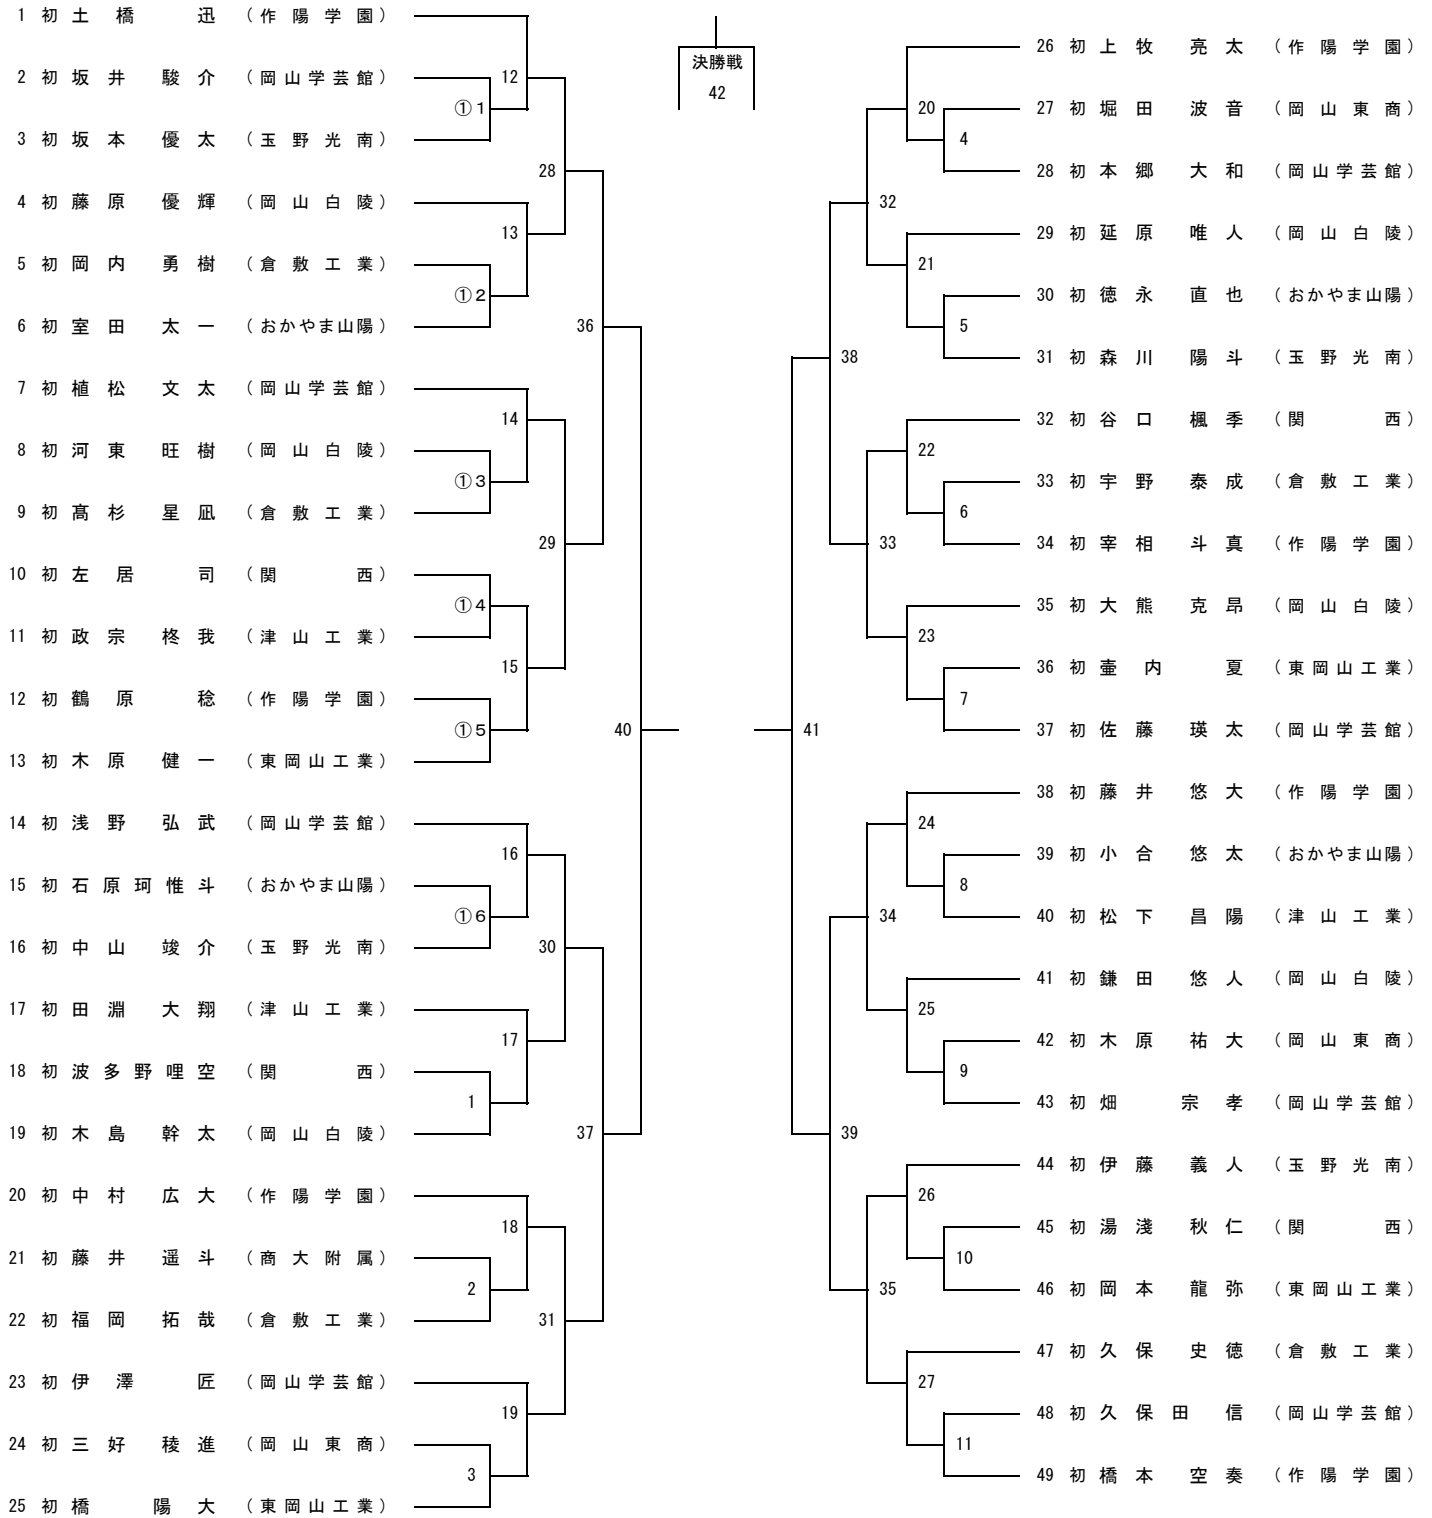 1 初 土橋 迅 （作陽学園）
2 初 坂井 駿介 （岡山学芸館）
3 初 坂本 優太 （玉野光南）
4 初 藤原 優輝 （岡山白陵）
5 初 岡内 勇樹 （倉敷工業）
6 初 室田 太一 （おかやま山陽）
7 初 植松 文太 （岡山学芸館）
8 初 河東 旺樹 （岡山白陵）
9 初 髙杉 星凪 （倉敷工業）
10 初 左居 司 （関西）
11 初 政宗 柊我 （津山工業）
12 初 鶴原 稔 （作陽学園）
13 初 木原 健一 （東岡山工業）
14 初 浅野 弘武 （岡山学芸館）
15 初 石原珂惟斗 （おかやま山陽）
16 初 中山 竣介 （玉野光南）
17 初 田淵 大翔 （津山工業）
18 初 波多野哩空 （関西）
19 初 木島 幹太 （岡山白陵）
20 初 中村 広大 （作陽学園）
21 初 藤井 遥斗 （商大附属）
22 初 福岡 拓哉 （倉敷工業）
23 初 伊澤 匠 （岡山学芸館）
24 初 三好 稜進 （岡山東商）
25 初 橋 陽大 （東岡山工業）
①1
①2
①3
①4
①5
①6
1
2
3
12
13
14
15
16
17
18
19
28
29
30
31
36
37
40
決勝戦
42
41
38
39
32
33
34
35
20
21
22
23
24
25
26
27
4
5
6
7
8
9
10
11
26 初 上牧 亮太 （作陽学園）
27 初 堀田 波音 （岡山東商）
28 初 本郷 大和 （岡山学芸館）
29 初 延原 唯人 （岡山白陵）
30 初 徳永 直也 （おかやま山陽）
31 初 森川 陽斗 （玉野光南）
32 初 谷口 楓季 （関西）
33 初 宇野 泰成 （倉敷工業）
34 初 宰相 斗真 （作陽学園）
35 初 大熊 克昂 （岡山白陵）
36 初 壷内 夏 （東岡山工業）
37 初 佐藤 瑛太 （岡山学芸館）
38 初 藤井 悠大 （作陽学園）
39 初 小合 悠太 （おかやま山陽）
40 初 松下 昌陽 （津山工業）
41 初 鎌田 悠人 （岡山白陵）
42 初 木原 祐大 （岡山東商）
43 初 畑 宗孝 （岡山学芸館）
44 初 伊藤 義人 （玉野光南）
45 初 湯淺 秋仁 （関西）
46 初 岡本 龍弥 （東岡山工業）
47 初 久保 史徳 （倉敷工業）
48 初 久保田 信 （岡山学芸館）
49 初 橋本 空奏 （作陽学園）